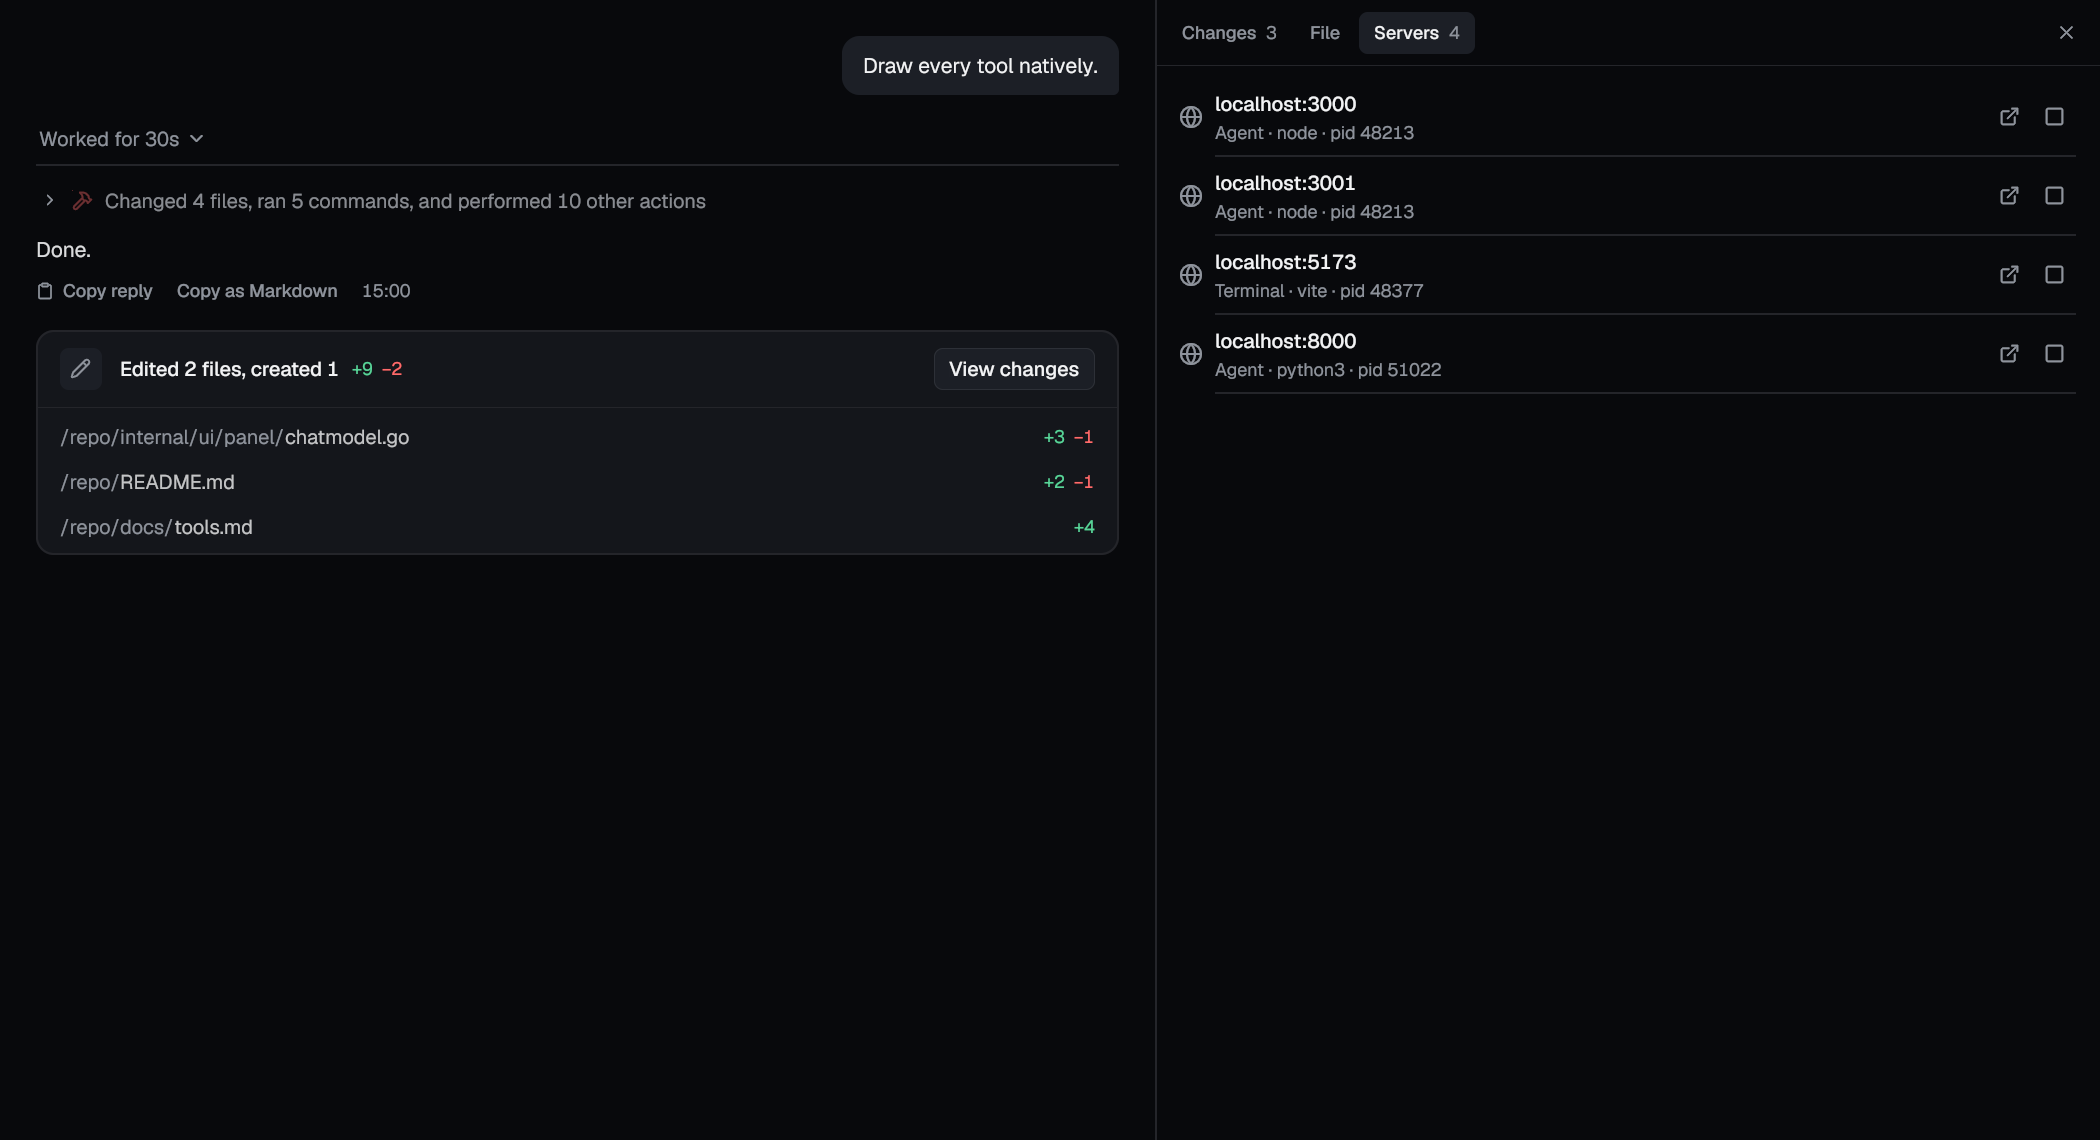 Draw every tool natively.
Worked for 30s
Changed 4 files, ran 5 commands, and performed 10 other actions
Done.
Copy reply Copy as Markdown 15:00
Edited 2 files, created 1 +9 −2 View changes
/repo/internal/ui/panel/chatmodel.go +3 −1
/repo/README.md +2 −1
/repo/docs/tools.md +4
Changes 3 File Servers 4
localhost:3000
Agent · node · pid 48213
localhost:3001
Agent · node · pid 48213
localhost:5173
Terminal · vite · pid 48377
localhost:8000
Agent · python3 · pid 51022